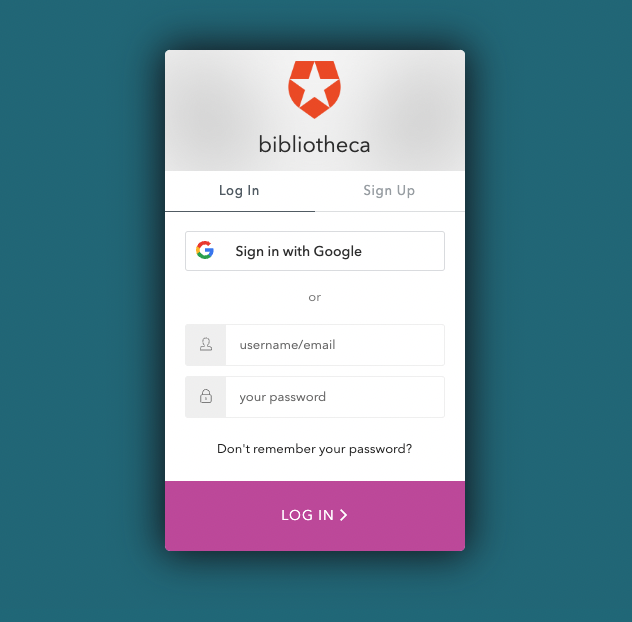 bibliotheca
Log In
Sign Up
Sign in with Google
or
username/email
your password
Don't remember your password?
LOG IN